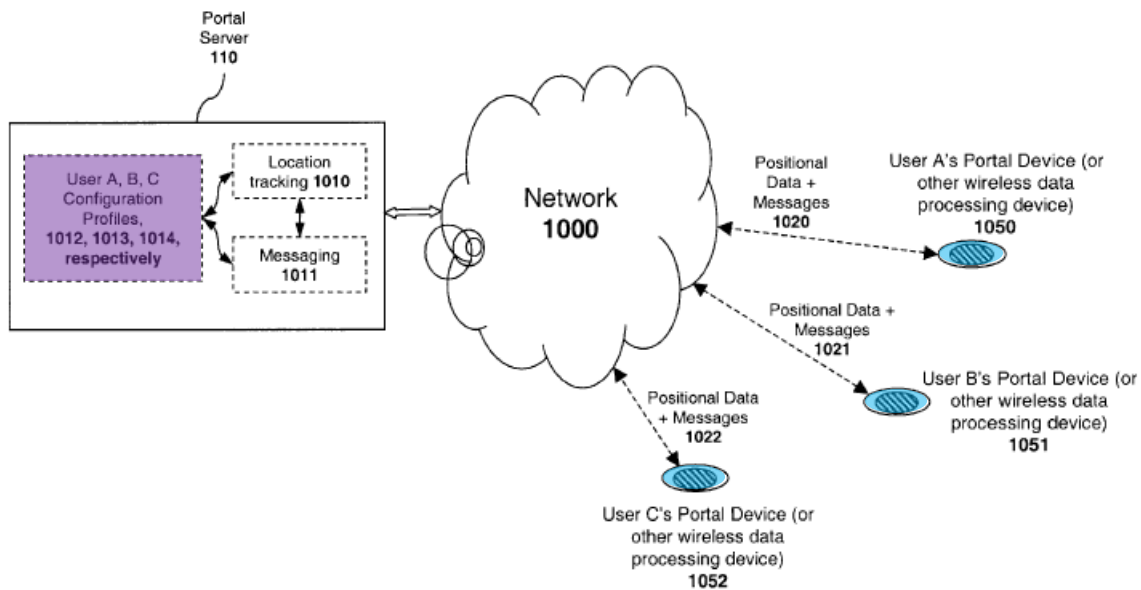 Portal
Server
110
User A, B, C
Configuration
Profiles,
1012, 1013, 1014,
respectively
Location
tracking 1010
Messaging
1011
Network
1000
Positional
Data +
Messages
1020
User A's Portal Device (or
other wireless data
processing device)
1050
Positional Data +
Messages
1021
User B's Portal Device (or
other wireless data
processing device)
1051
Positional Data
+ Messages
1022
User C's Portal Device (or
other wireless data
processing device)
1052